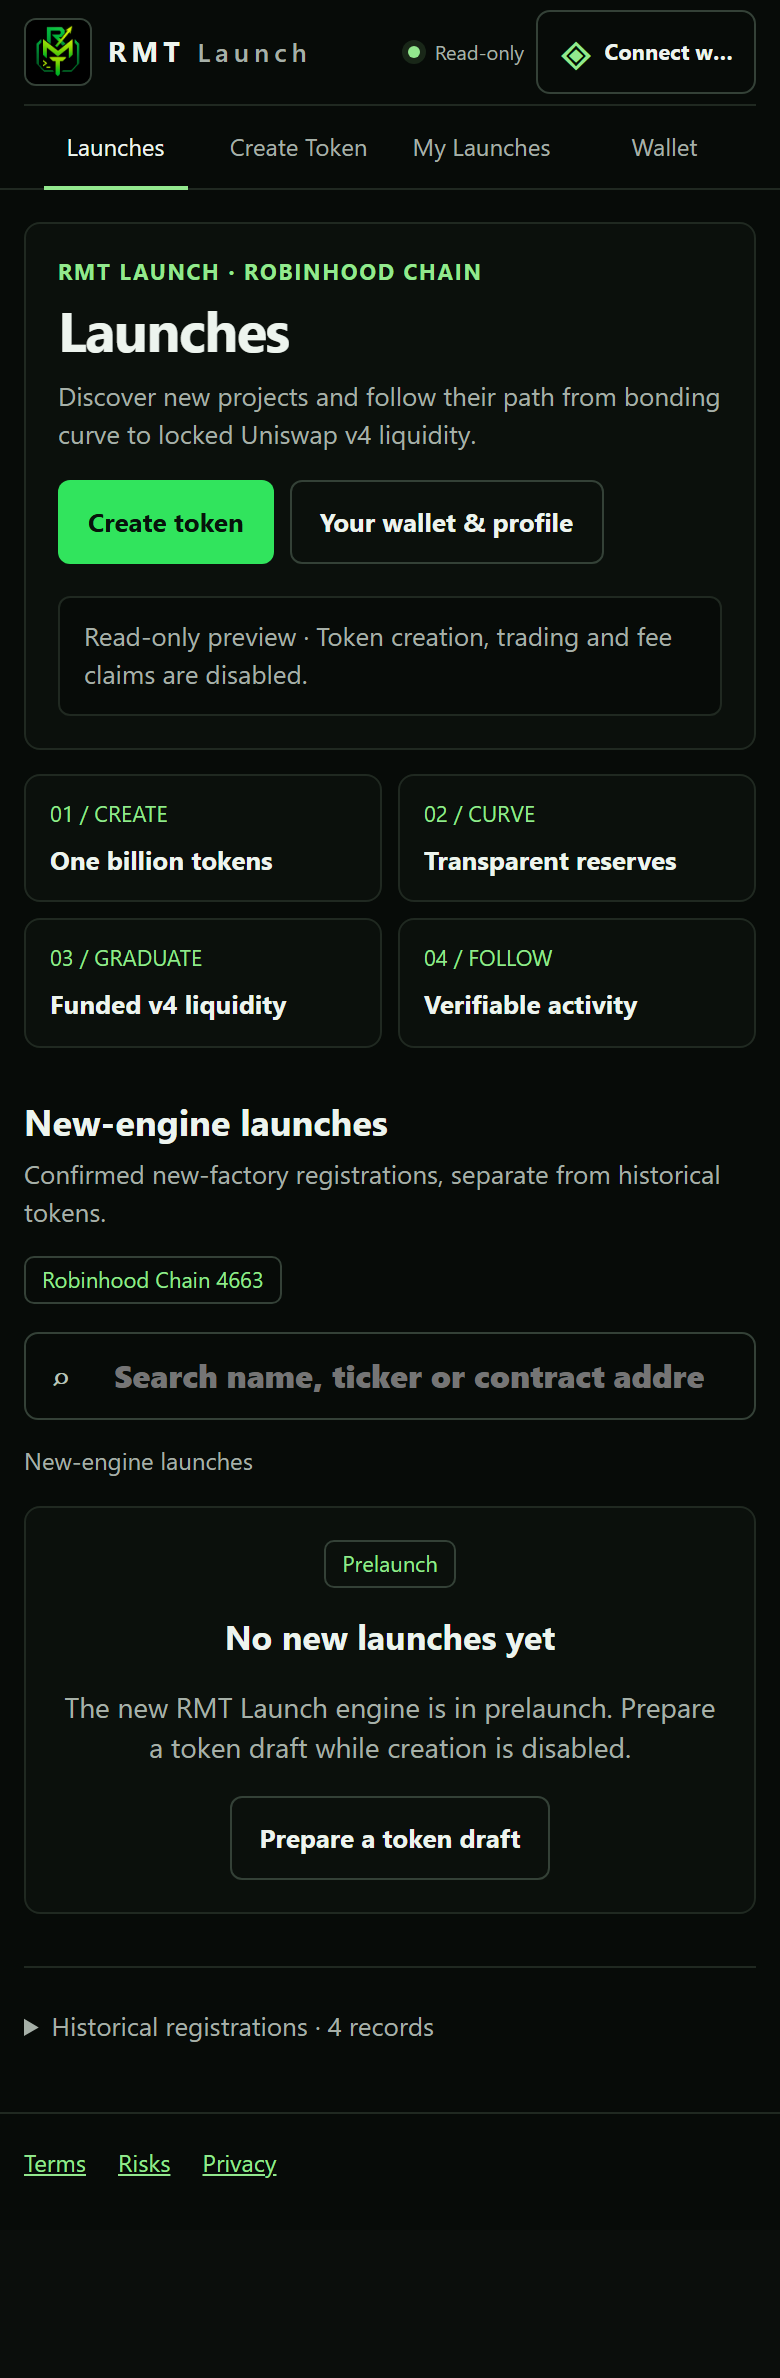 RMT Launch
Read-only
Connect w...
Launches
Create Token
My Launches
Wallet
RMT LAUNCH · ROBINHOOD CHAIN
Launches
Discover new projects and follow their path from bonding
curve to locked Uniswap v4 liquidity.
Create token
Your wallet & profile
Read-only preview · Token creation, trading and fee
claims are disabled.
01 / CREATE
One billion tokens
02 / CURVE
Transparent reserves
03 / GRADUATE
Funded v4 liquidity
04 / FOLLOW
Verifiable activity
New-engine launches
Confirmed new-factory registrations, separate from historical
tokens.
Robinhood Chain 4663
Search name, ticker or contract addre
New-engine launches
Prelaunch
No new launches yet
The new RMT Launch engine is in prelaunch. Prepare
a token draft while creation is disabled.
Prepare a token draft
Historical registrations · 4 records
Terms
Risks
Privacy